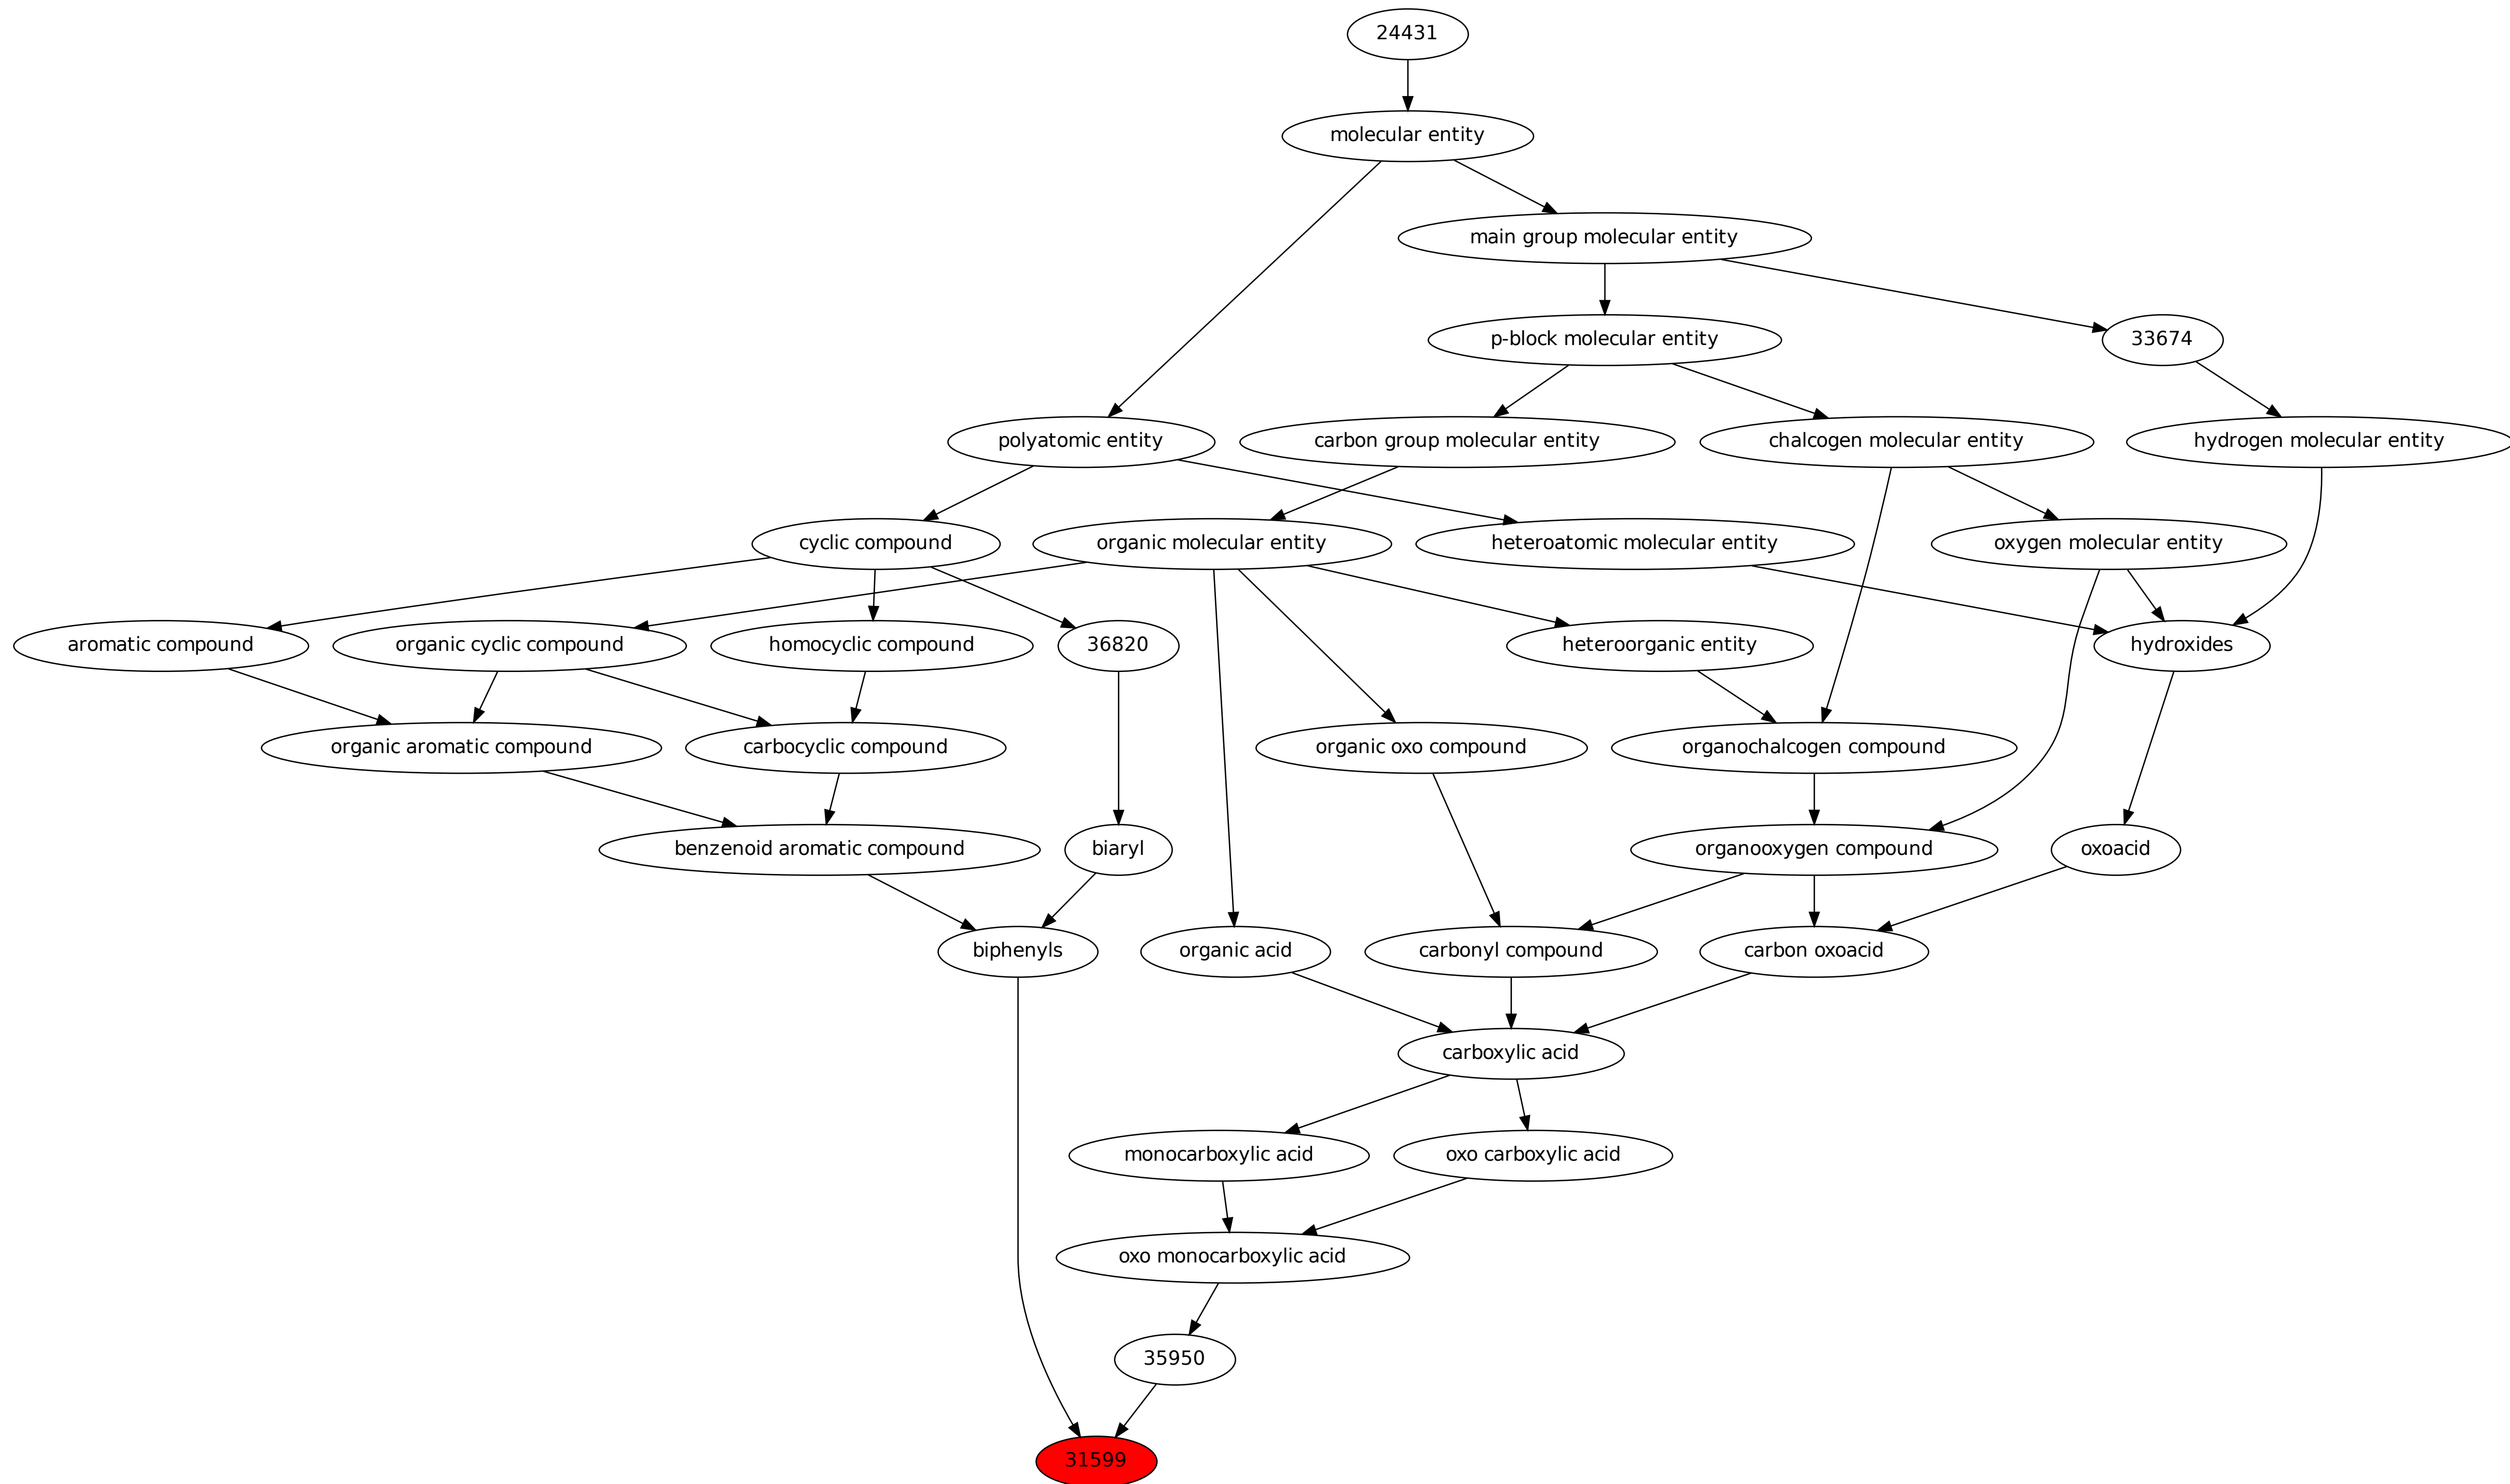 24431
molecular entity
main group molecular entity
p-block molecular entity
33674
polyatomic entity
carbon group molecular entity
chalcogen molecular entity
hydrogen molecular entity
cyclic compound
organic molecular entity
heteroatomic molecular entity
oxygen molecular entity
aromatic compound
organic cyclic compound
homocyclic compound
36820
heteroorganic entity
hydroxides
organic aromatic compound
carbocyclic compound
organic oxo compound
organochalcogen compound
benzenoid aromatic compound
biaryl
organooxygen compound
oxoacid
biphenyls
organic acid
carbonyl compound
carbon oxoacid
carboxylic acid
monocarboxylic acid
oxo carboxylic acid
oxo monocarboxylic acid
35950
31599